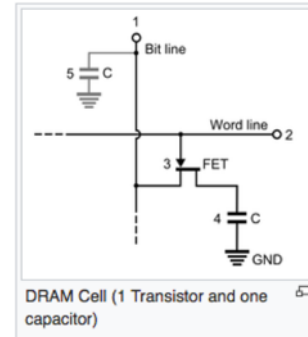 1
Bit line
5 C
Word line
2
3 FET
4 C
GND
DRAM Cell (1 Transistor and one
capacitor)